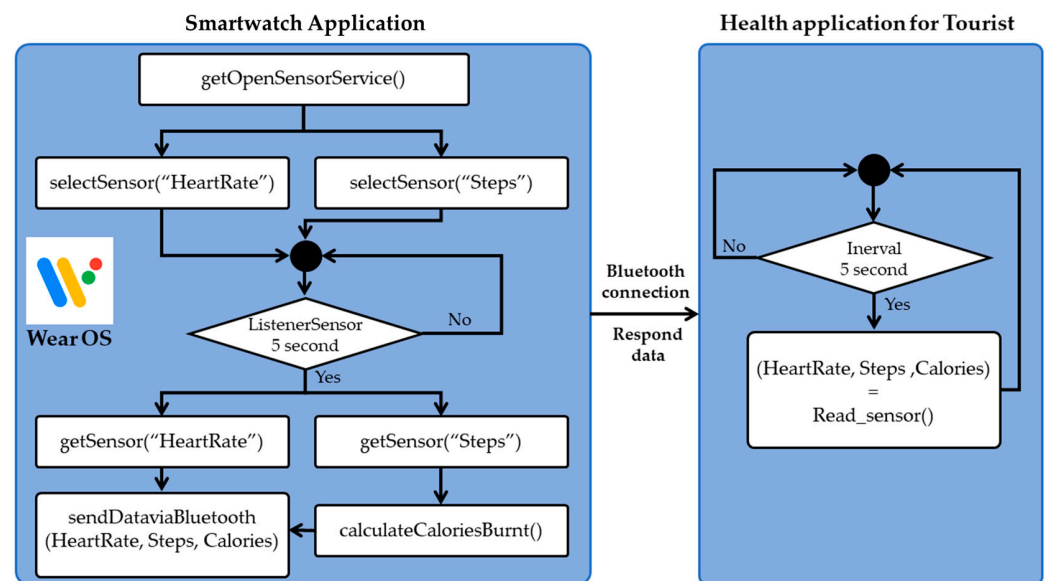 Smartwatch Application
getOpenSensorService()
selectSensor(“HeartRate”)
selectSensor(“Steps”)
Wear OS
ListenerSensor
5 second
No
Yes
getSensor(“HeartRate”)
getSensor(“Steps”)
sendDataviaBluetooth
(HeartRate, Steps, Calories)
calculateCaloriesBurnt()
Bluetooth
connection
Respond
data
Health application for Tourist
Inerval
5 second
No
Yes
(HeartRate, Steps ,Calories)
=
Read_sensor()